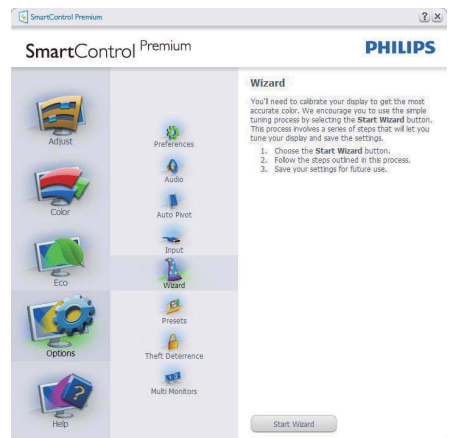 SmartControl Premium
? ×
SmartControl Premium
PHILIPS
Adjust
Color
Eco
Options
Help
Preferences
Audio
Auto Pivot
Input
Wizard
Presets
Theft Deterrence
Multi Monitors
Wizard
You'll need to calibrate your display to get the most
accurate color. We encourage you to use the simple
tuning process by selecting the Start Wizard button.
This process involves a series of steps that will let you
tune your display and save the settings.
1. Choose the Start Wizard button.
2. Follow the steps outlined in this process.
3. Save your settings for future use.
Start Wizard